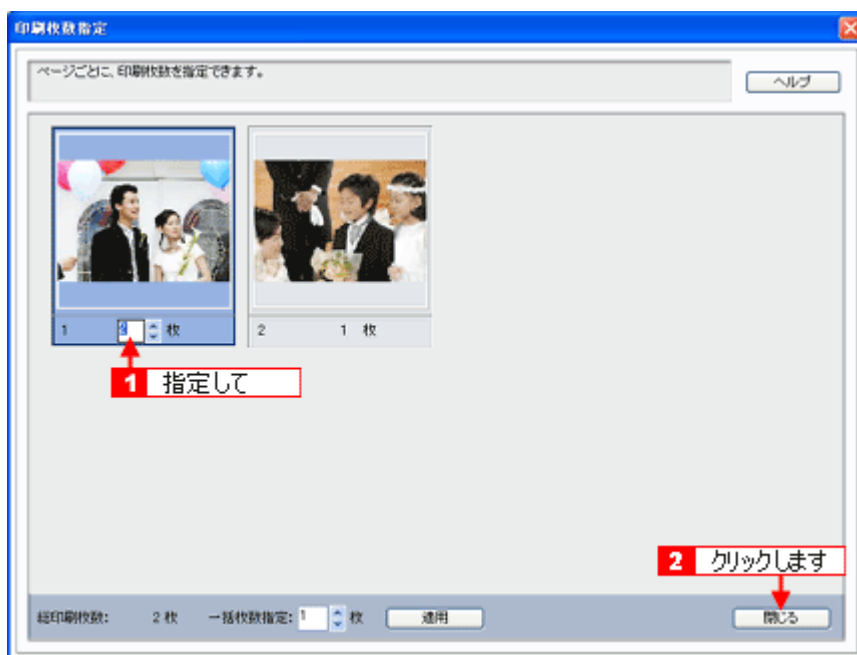 印刷枚数指定
ページごとに、印刷枚数を指定できます。
ヘルプ
1 枚
2 1 枚
1 指定して
2 クリックします
総印刷枚数: 2 枚 一括枚数指定: 1 枚 適用 閉じる